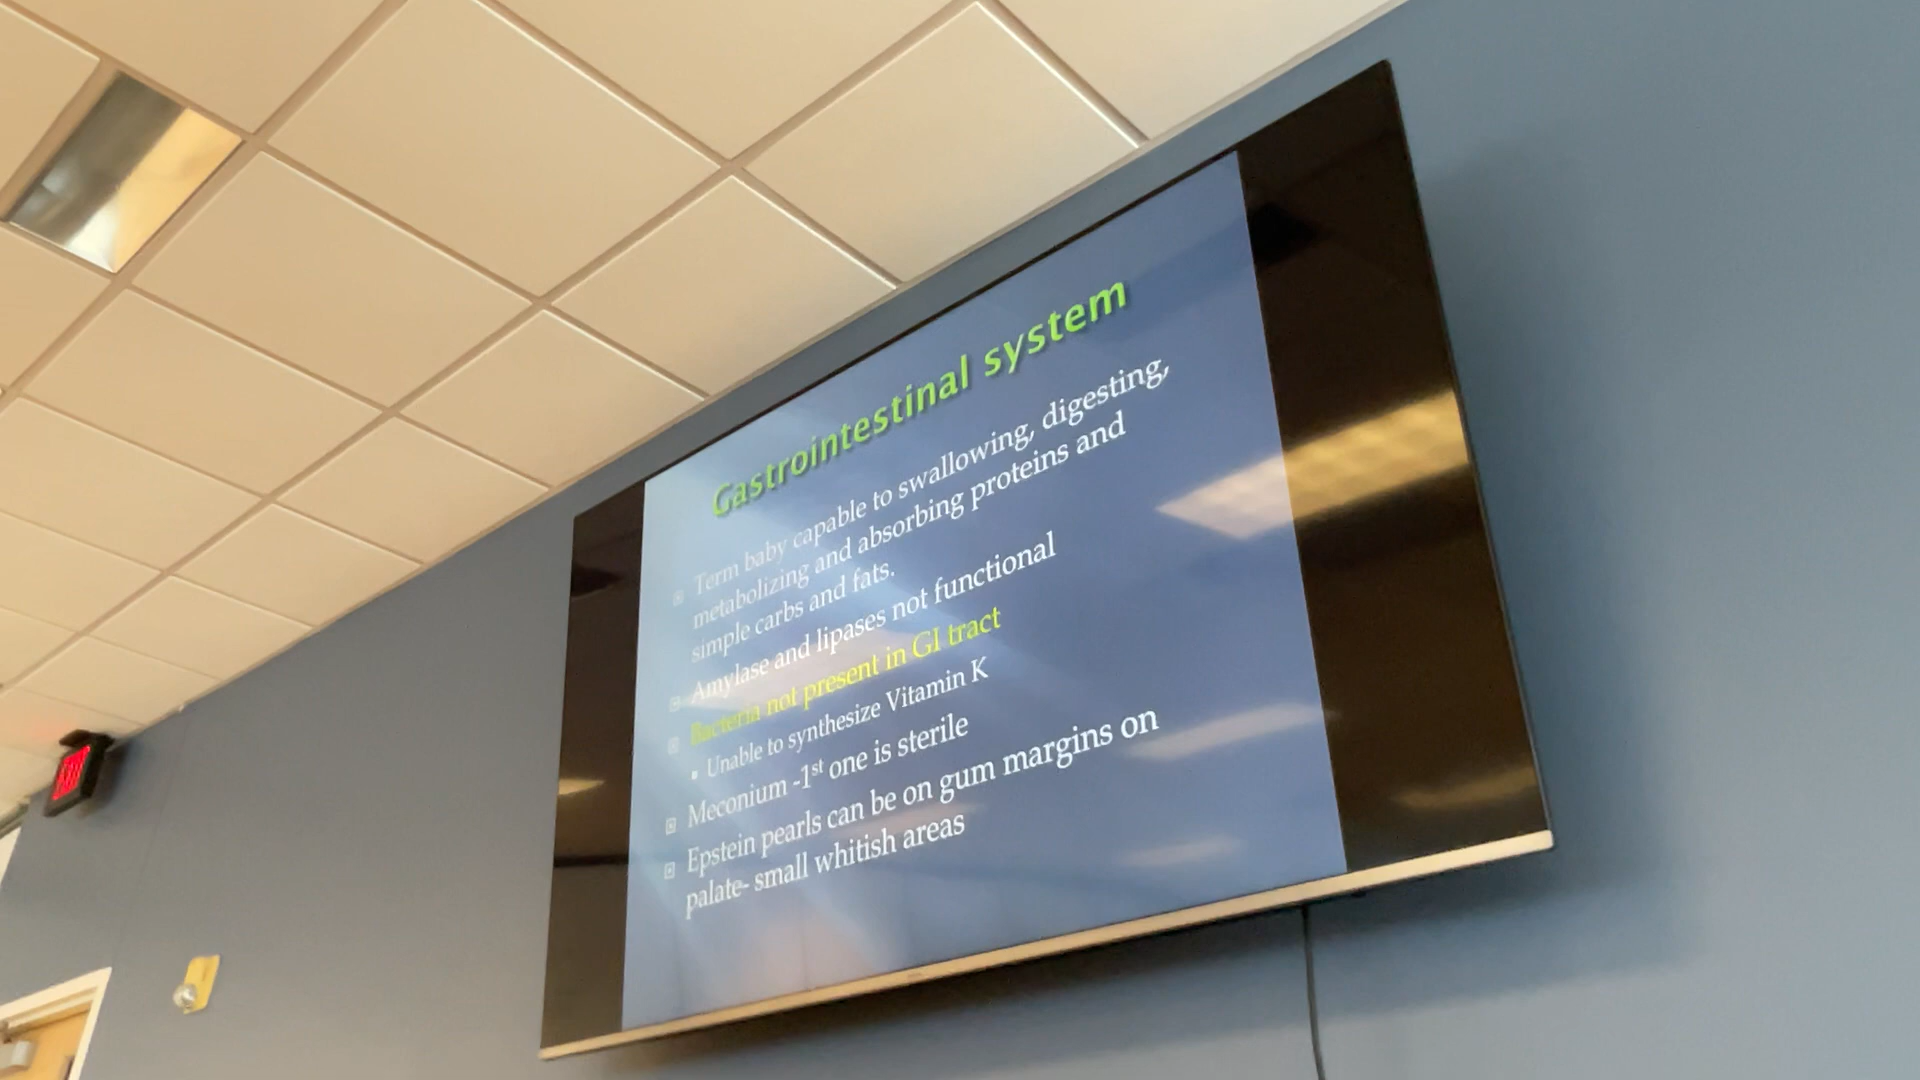 Gastrointestinal system
Term baby capable to swallowing, digesting,
metabolizing and absorbing proteins and
simple carbs and fats.
Amylase and lipases not functional
Bacteria not present in GI tract
Unable to synthesize Vitamin K
Meconium -1st one is sterile
Epstein pearls can be on gum margins on
palate- small whitish areas